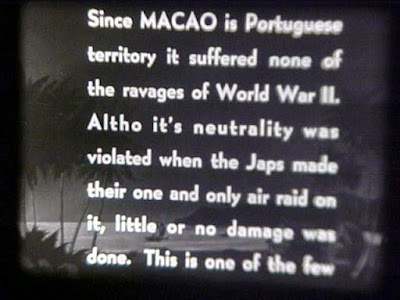 Since MACAO is Portuguese
territory it suffered none of
the ravages of World War II.
Altho it's neutrality was
violated when the Japs made
their one and only air raid on
it, little or no damage was
done. This is one of the few